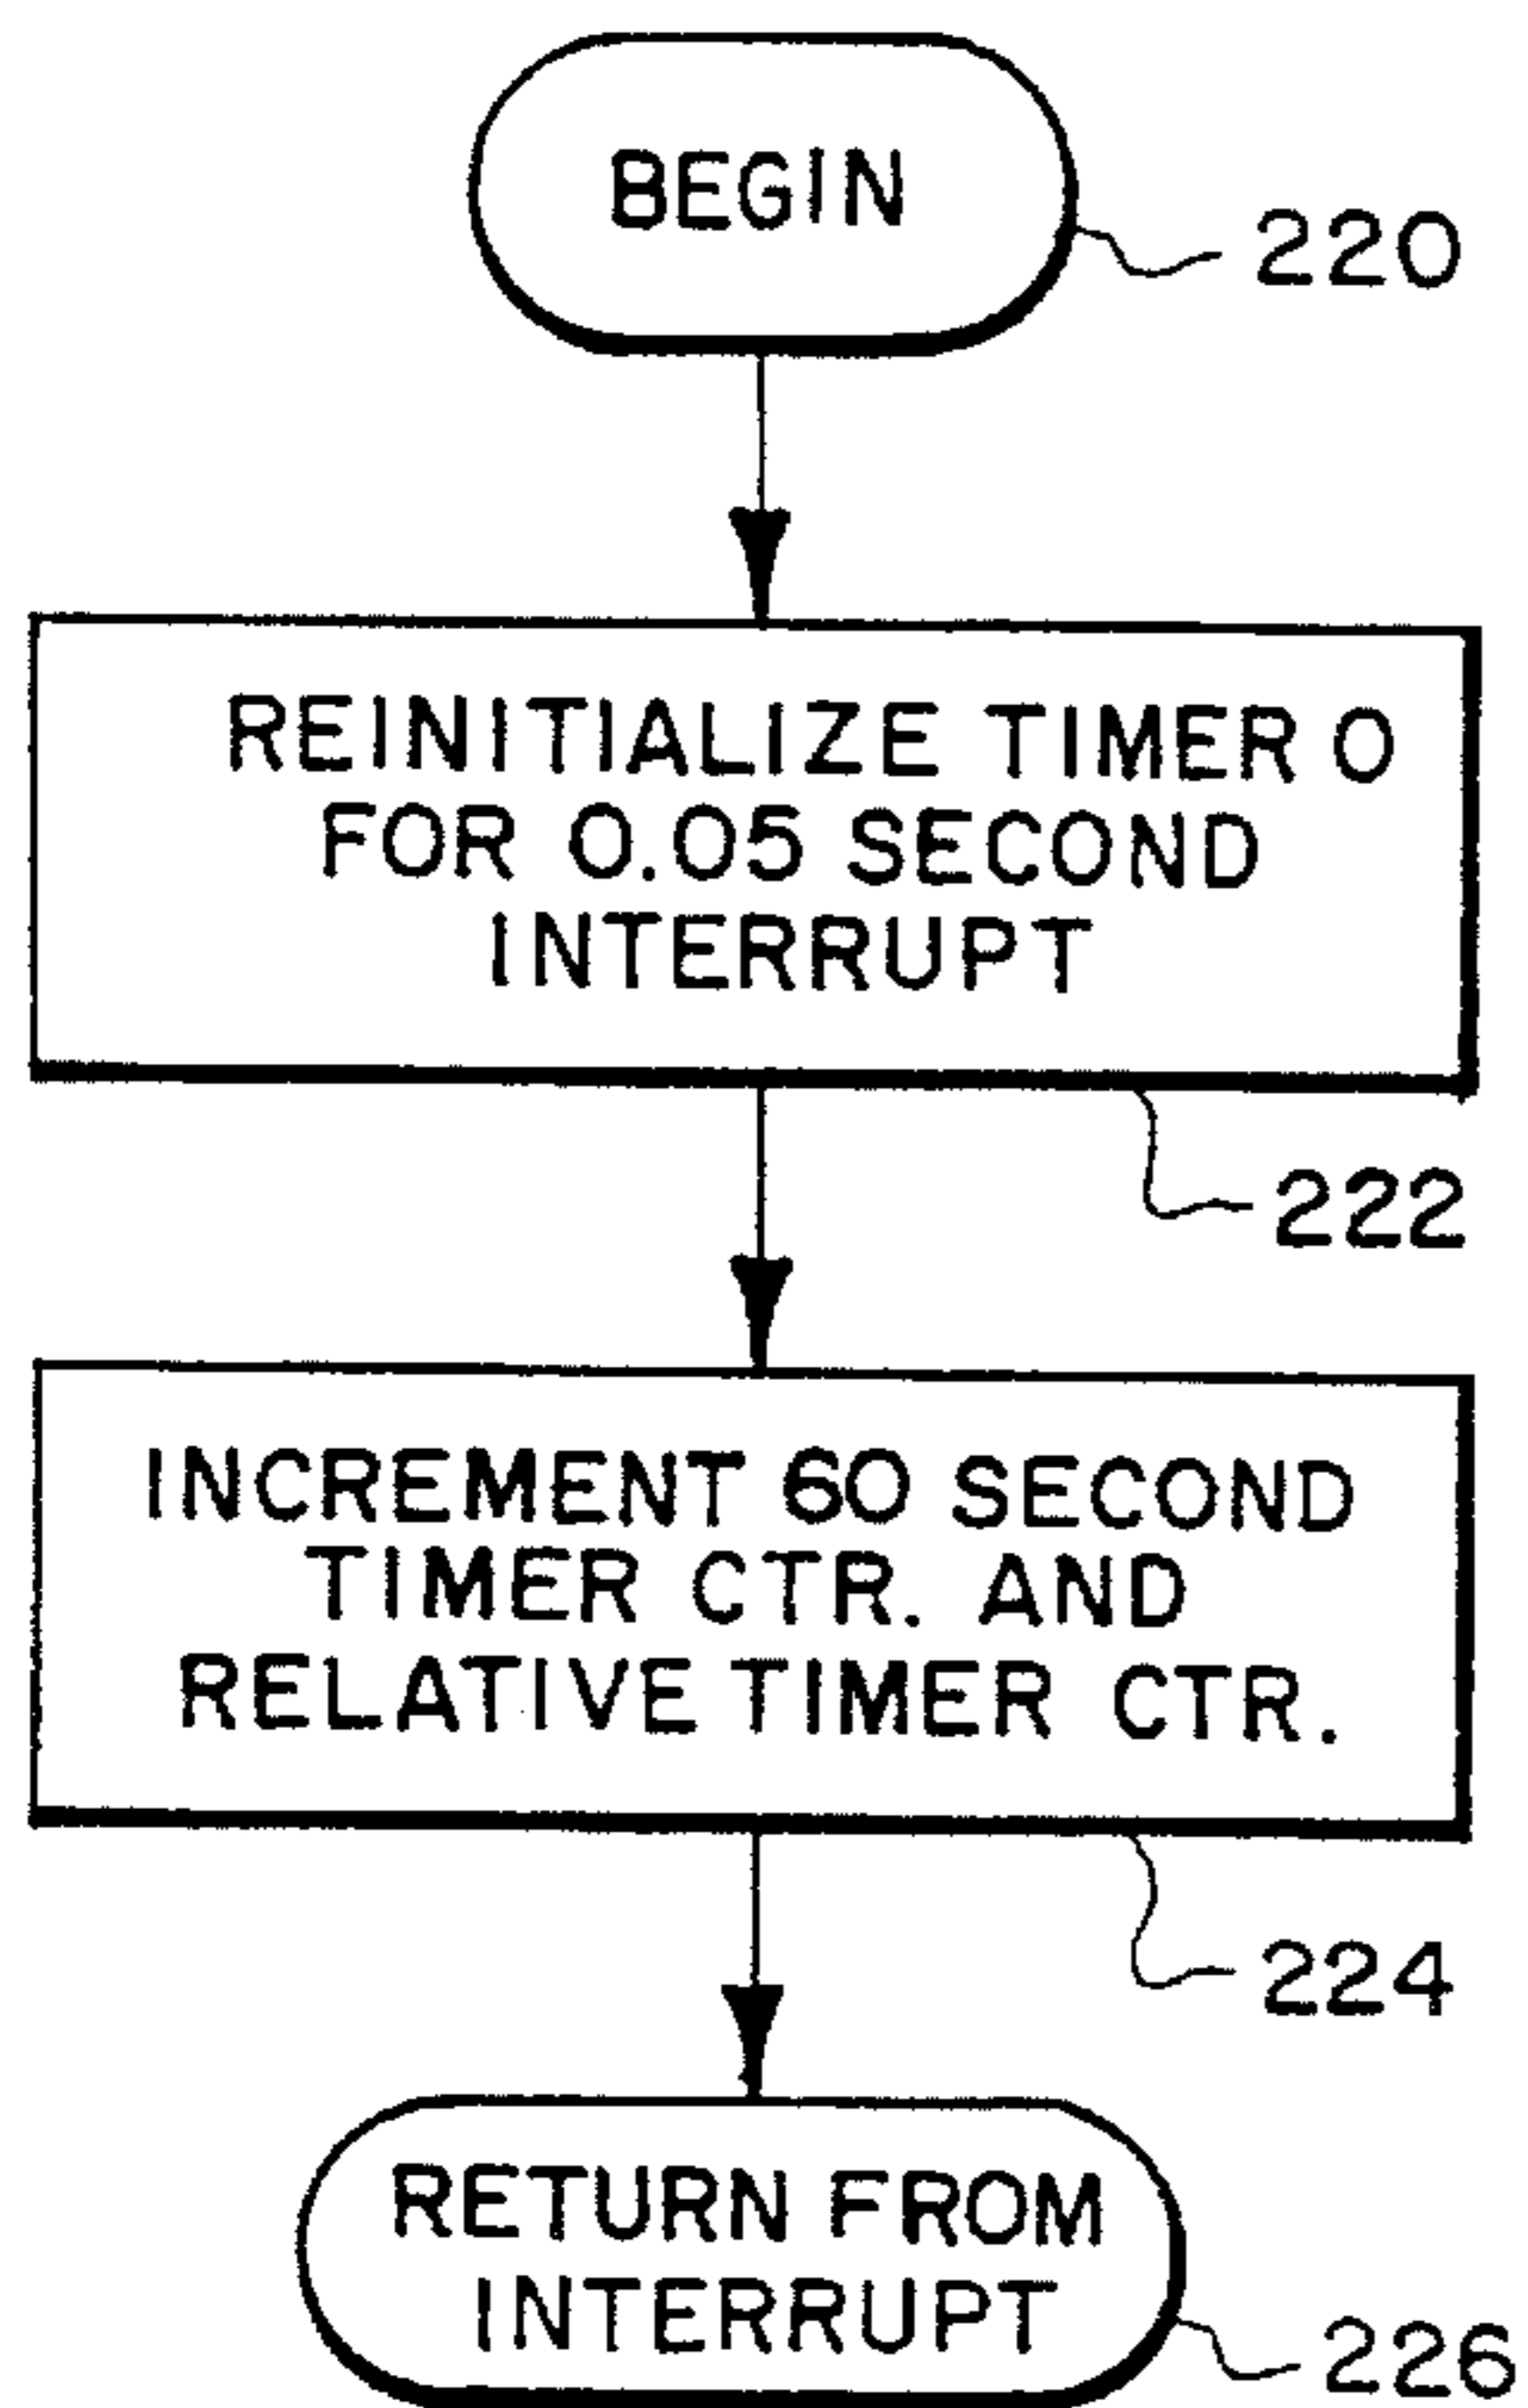 BEGIN
220
REINITIALIZE TIMER 0
FOR 0.05 SECOND
INTERRUPT
222
INCREMENT 60 SECOND
TIMER CTR. AND
RELATIVE TIMER CTR.
224
RETURN FROM
INTERRUPT
226